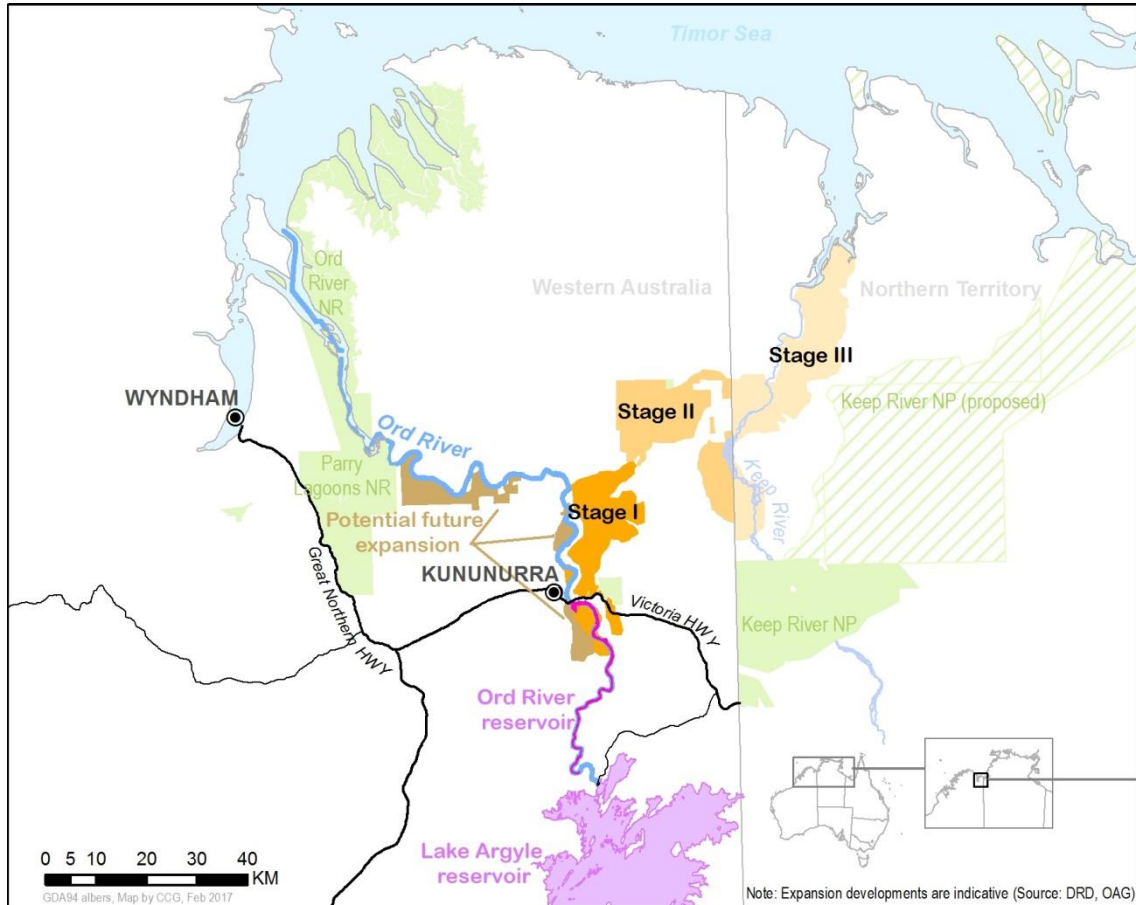 Timor Sea
Ord
River
NR
Western Australia
Northern Territory
Stage III
WYNDHAM
Stage II
Keep River NP (proposed)
Ord River
Parry
Lagoons NR
Keep River
Stage I
Potential future
expansion
KUNUNURRA
Great Northern HWY
Victoria HWY
Keep River NP
Ord River
reservoir
Lake Argyle
reservoir
0 5 10 20 30 40
KM
GDA94 albers, Map by CCG, Feb 2017
Note: Expansion developments are indicative (Source: DRD, OAG)